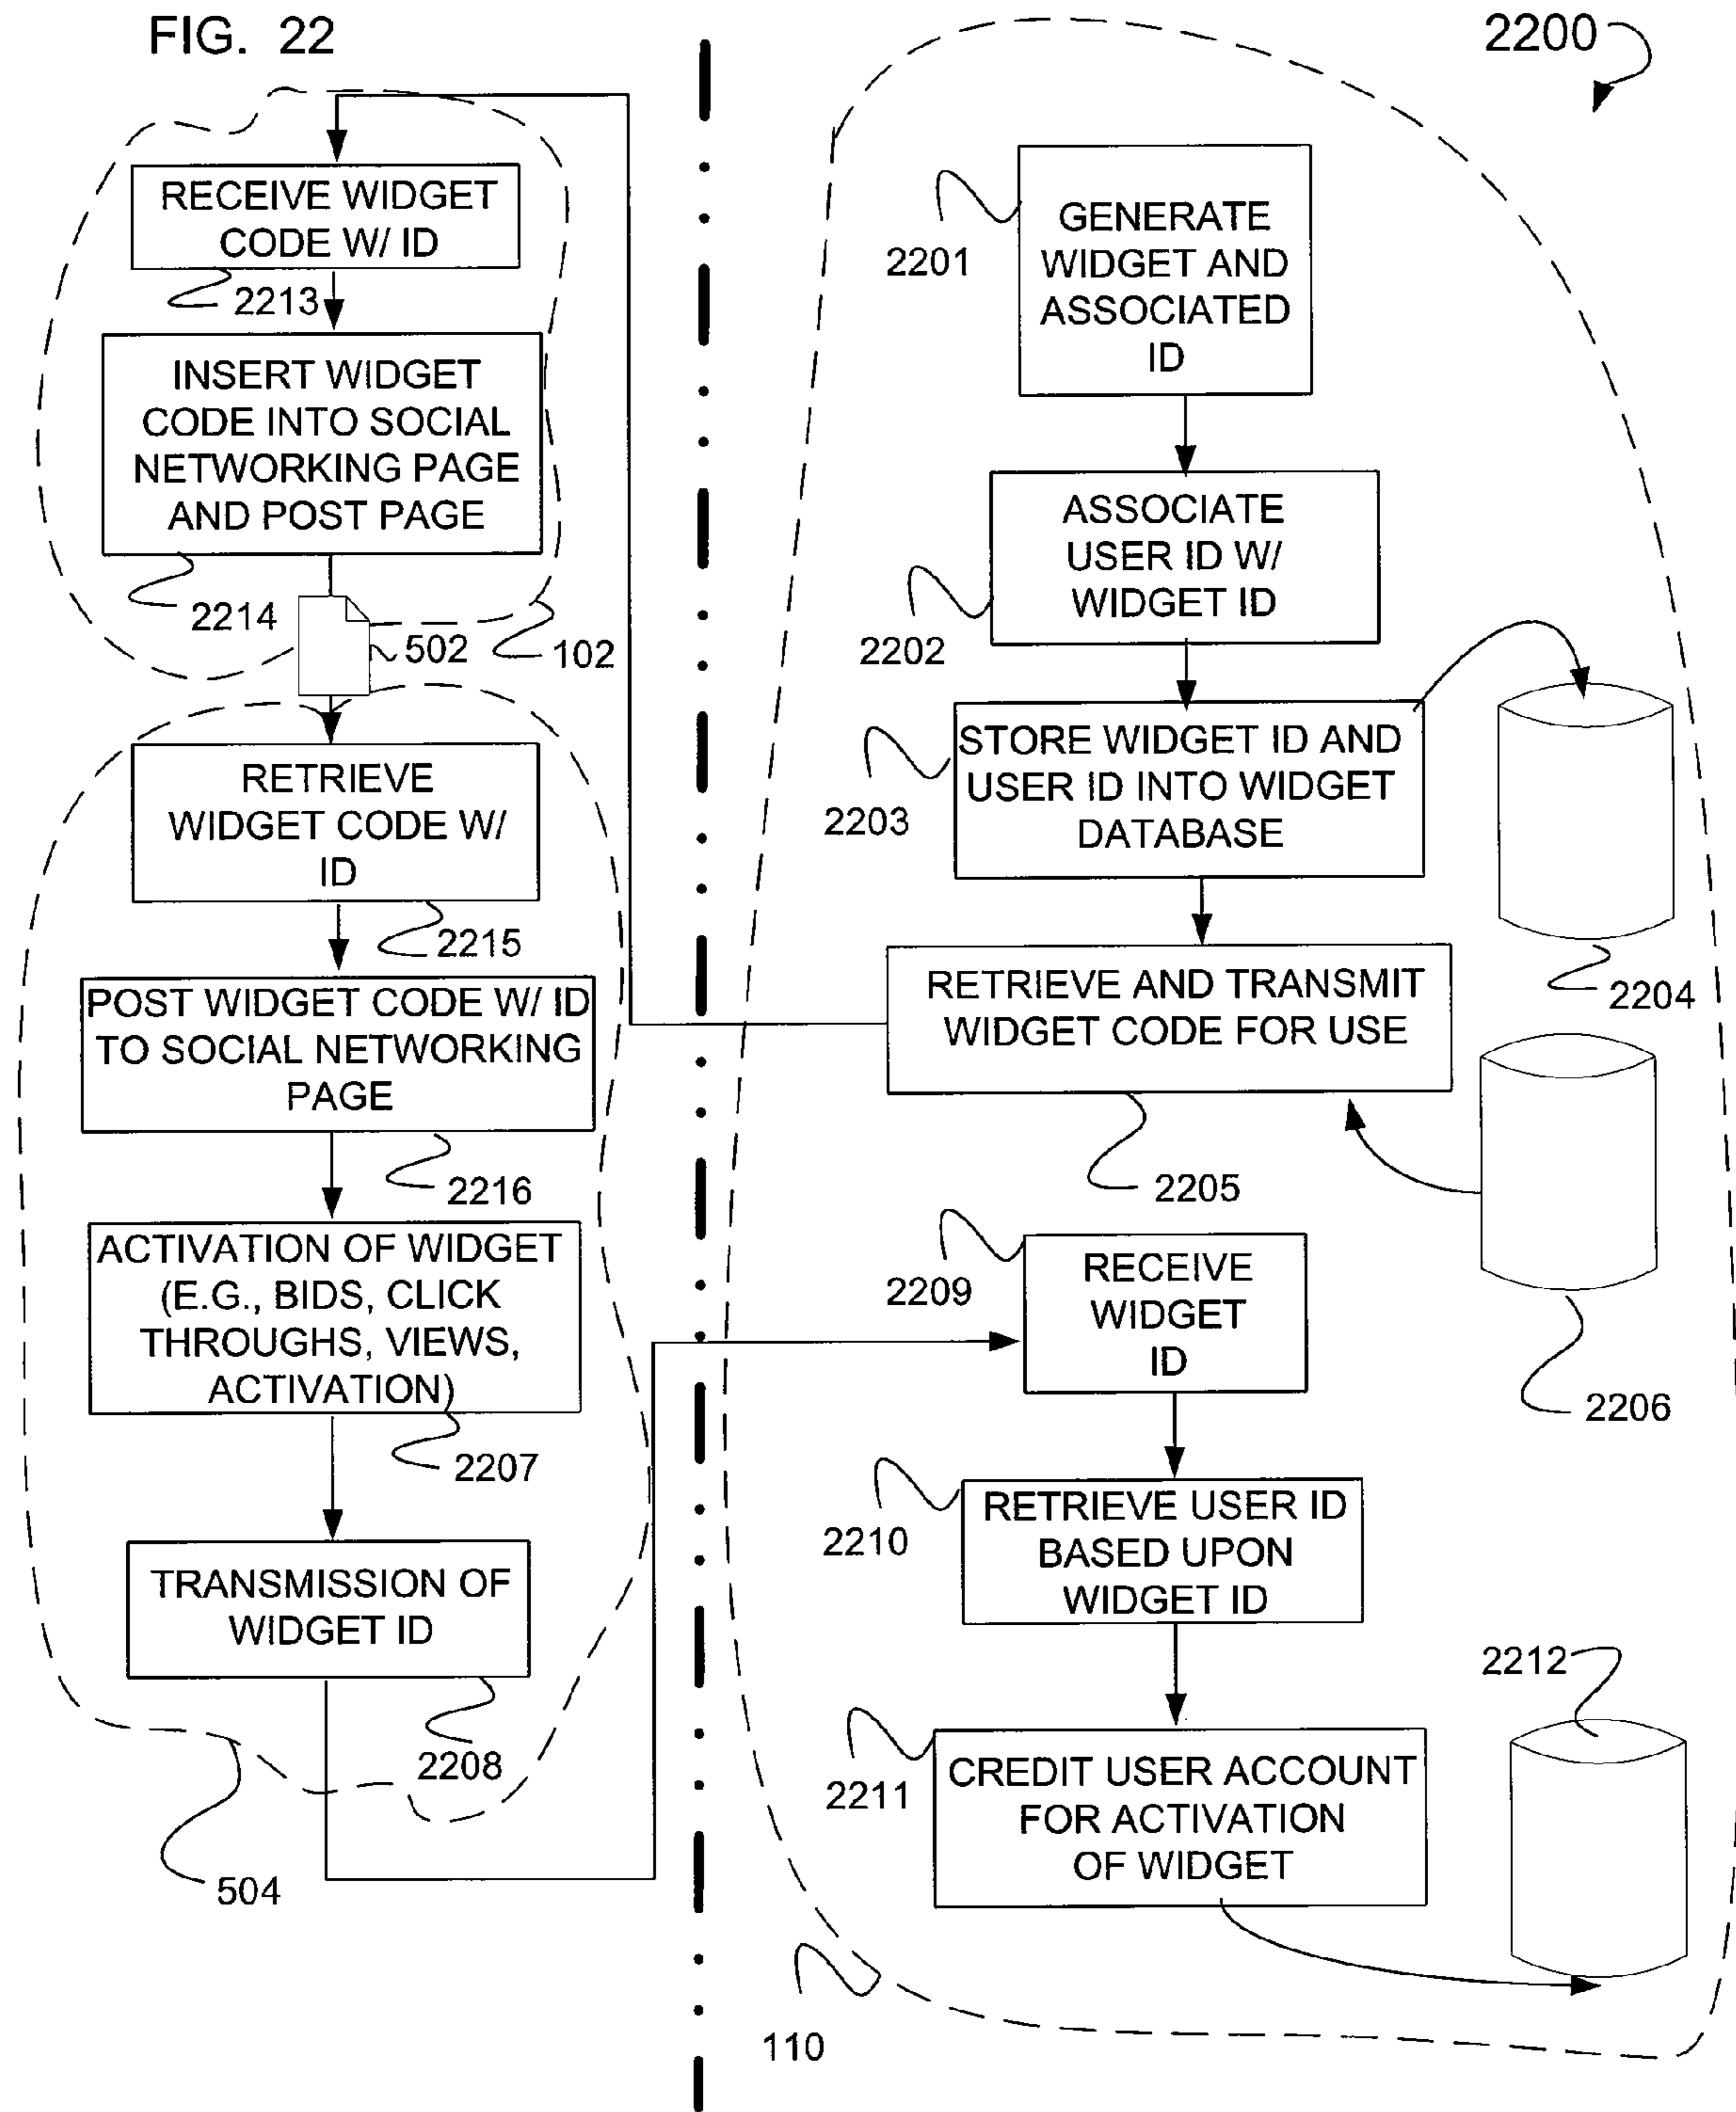 FIG. 22
2200
RECEIVE WIDGET
CODE W/ ID
2213
INSERT WIDGET
CODE INTO SOCIAL
NETWORKING PAGE
AND POST PAGE
2214
502
102
RETRIEVE
WIDGET CODE W/
ID
2215
POST WIDGET CODE W/ ID
TO SOCIAL NETWORKING
PAGE
2216
ACTIVATION OF WIDGET
(E.G., BIDS, CLICK
THROUGHS, VIEWS,
ACTIVATION)
2207
TRANSMISSION OF
WIDGET ID
2208
504
GENERATE
WIDGET AND
ASSOCIATED
ID
2201
ASSOCIATE
USER ID W/
WIDGET ID
2202
STORE WIDGET ID AND
USER ID INTO WIDGET
DATABASE
2203
2204
RETRIEVE AND TRANSMIT
WIDGET CODE FOR USE
2205
2206
RECEIVE
WIDGET
ID
2209
RETRIEVE USER ID
BASED UPON
WIDGET ID
2210
2212
CREDIT USER ACCOUNT
FOR ACTIVATION
OF WIDGET
2211
110